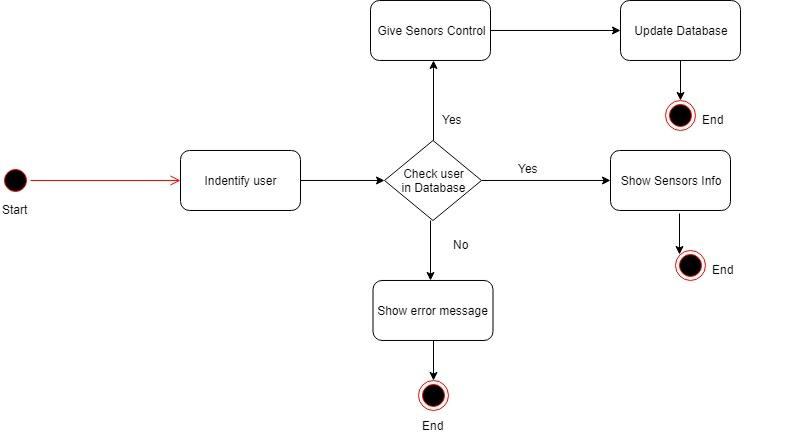 Give Senors Control
Update Database
Yes
End
Start
Indentify user
Check user
in Database
Yes
Show Sensors Info
No
End
Show error message
End